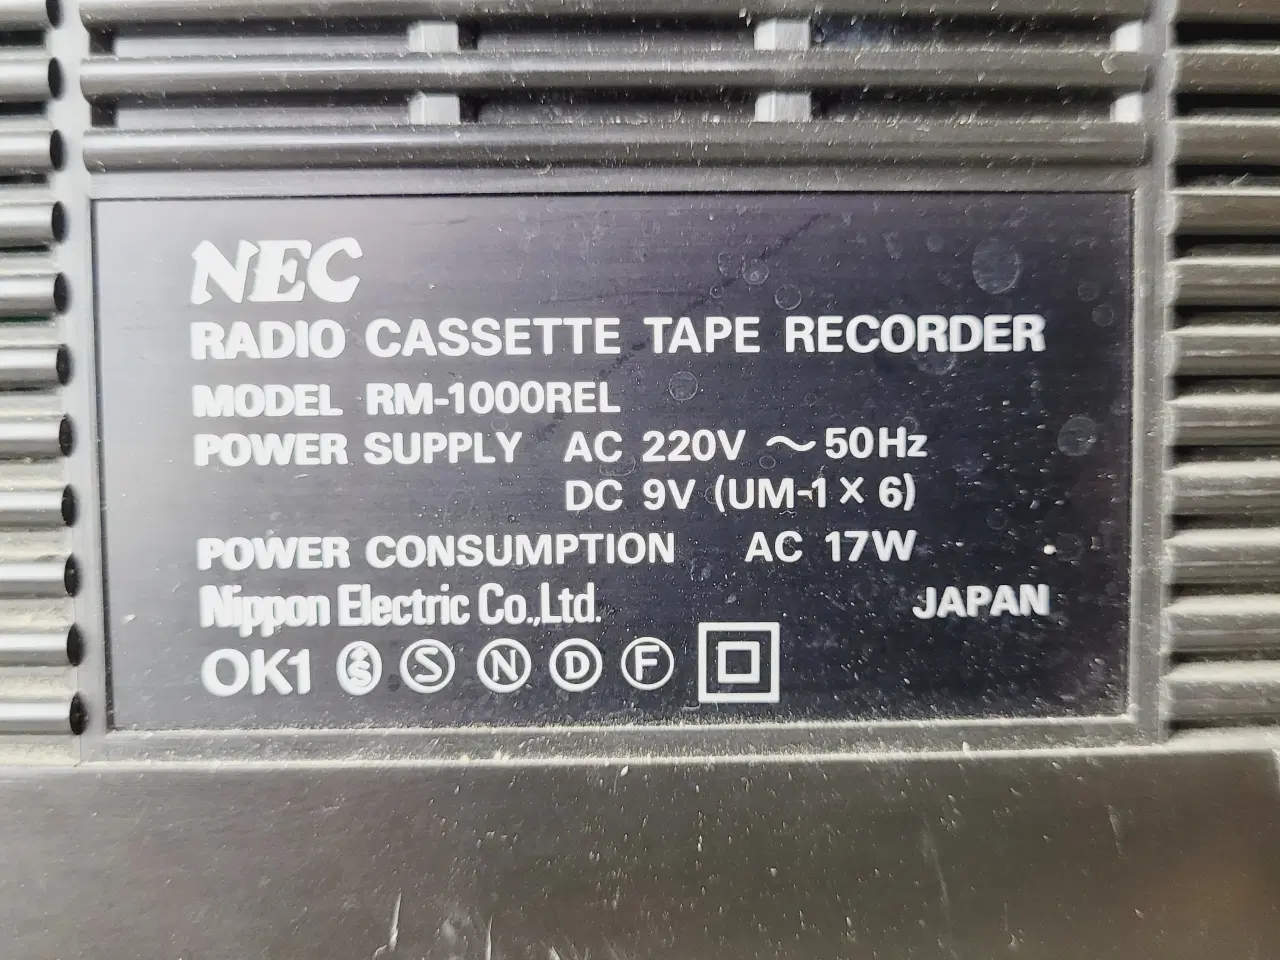 NEC
RADIO CASSETTE TAPE RECORDER
MODEL RM-1000REL
POWER SUPPLY AC 220V ～ 50Hz
DC 9V (UM-1 × 6)
POWER CONSUMPTION AC 17W
Nippon Electric Co., Ltd. JAPAN
OK1 S S N D F